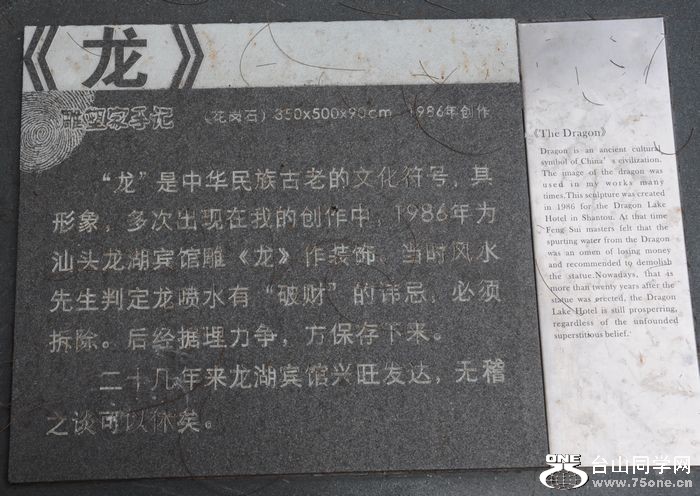 《龙》
雕塑家手记
（花岗石）350x500x90cm 1986年创作
“龙”是中华民族古老的文化符号，其
形象，多次出现在我的创作中，1986年为
汕头龙湖宾馆雕《龙》作装饰。当时风水
先生判定龙喷水有“破财”的讳忌，必须
拆除。后经据理力争，方保存下来。
二十几年来龙湖宾馆兴旺发达，无稽
之谈可以休矣。
《The Dragon》
Dragon is an ancient cultural
symbol of China's civilization.
The image of the dragon was
used in my works many
times.This sculpture was created
in 1986 for the Dragon Lake
Hotel in Shantou. At that time
Feng Sui masters felt that the
spurting water from the Dragon
was an omen of losing money
and recommended to demolish
the statue.Nowadays, that is
more than twenty years after the
statue was erected, the Dragon
Lake Hotel is still prosperring,
regardless of the unfounded
superstitious belief.
ONE 台山同学网
www.75one.cn